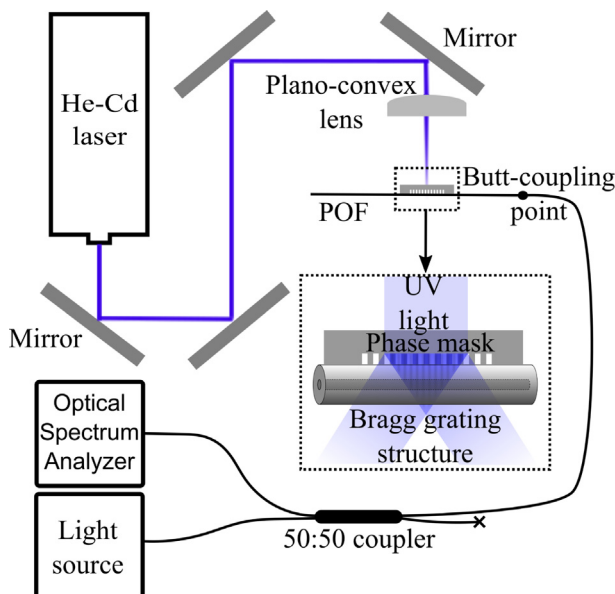 Mirror
He-Cd
laser
Plano-convex
lens
Butt-coupling
point
POF
UV
light
Phase mask
Mirror
Bragg grating
structure
Optical
Spectrum
Analyzer
Light
source
50:50 coupler